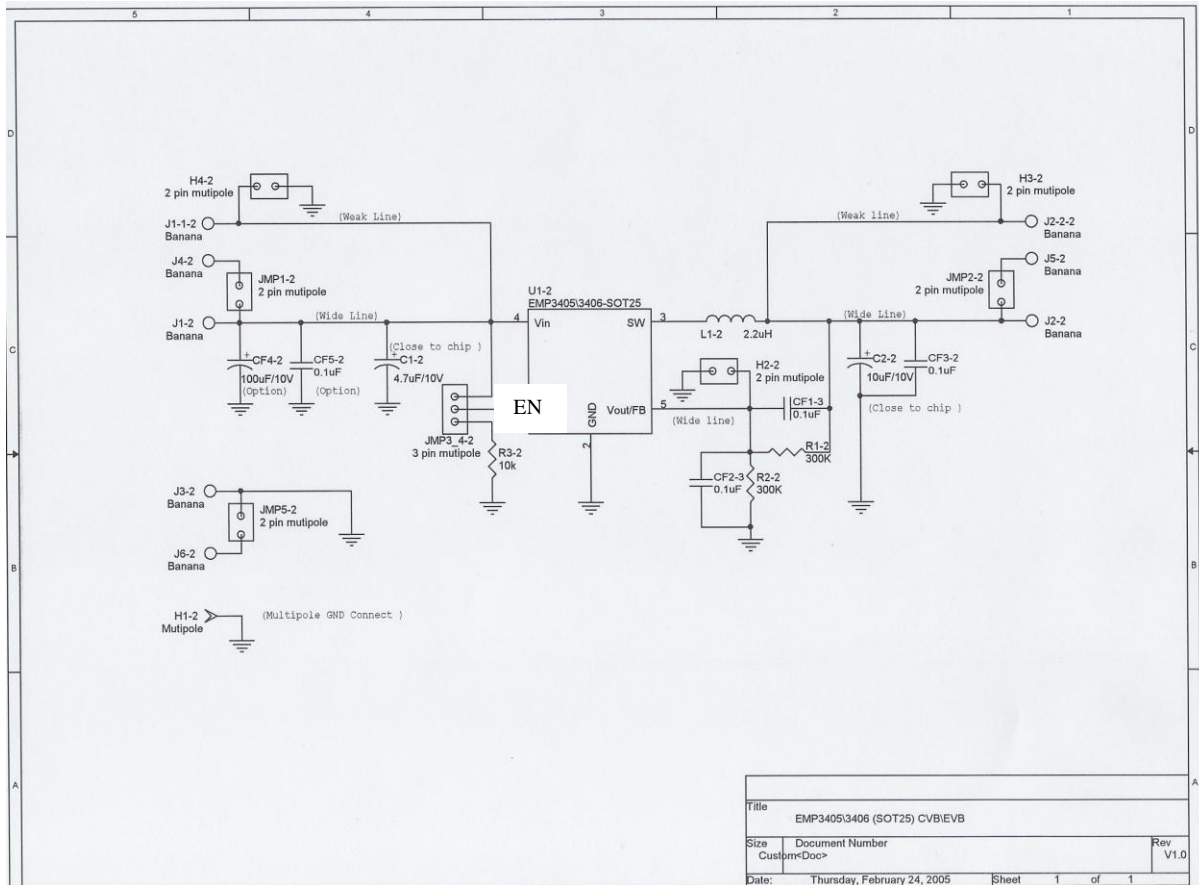 5
4
3
2
1
D
D
H4-2
2 pin mutipole
H3-2
2 pin mutipole
J1-1-2
Banana
(Weak Line)
(Weak line)
J2-2-2
Banana
J4-2
Banana
J5-2
Banana
JMP1-2
2 pin mutipole
JMP2-2
2 pin mutipole
U1-2
EMP3405\3406-SOT25
J1-2
Banana
(Wide Line)
4
Vin
SW
3
(Wide Line)
J2-2
Banana
L1-2
2.2uH
C
C
(Close to chip )
+
CF4-2
100uF/10V
(Option)
CF5-2
0.1uF
(Option)
+
C1-2
4.7uF/10V
H2-2
2 pin mutipole
+
C2-2
10uF/10V
CF3-2
0.1uF
(Close to chip )
EN
GND
2
Vout/FB
5
(Wide line)
CF1-3
0.1uF
JMP3_4-2
3 pin mutipole
R3-2
10k
R1-2
300K
CF2-3
0.1uF
R2-2
300K
J3-2
Banana
JMP5-2
2 pin mutipole
J6-2
Banana
B
B
H1-2
Mutipole
(Multipole GND Connect )
A
A
Title
EMP3405\3406 (SOT25) CVB\EVB
Size
Custom
Document Number
<Doc>
Rev
V1.0
Date:
Thursday, February 24, 2005
Sheet
1
of
1